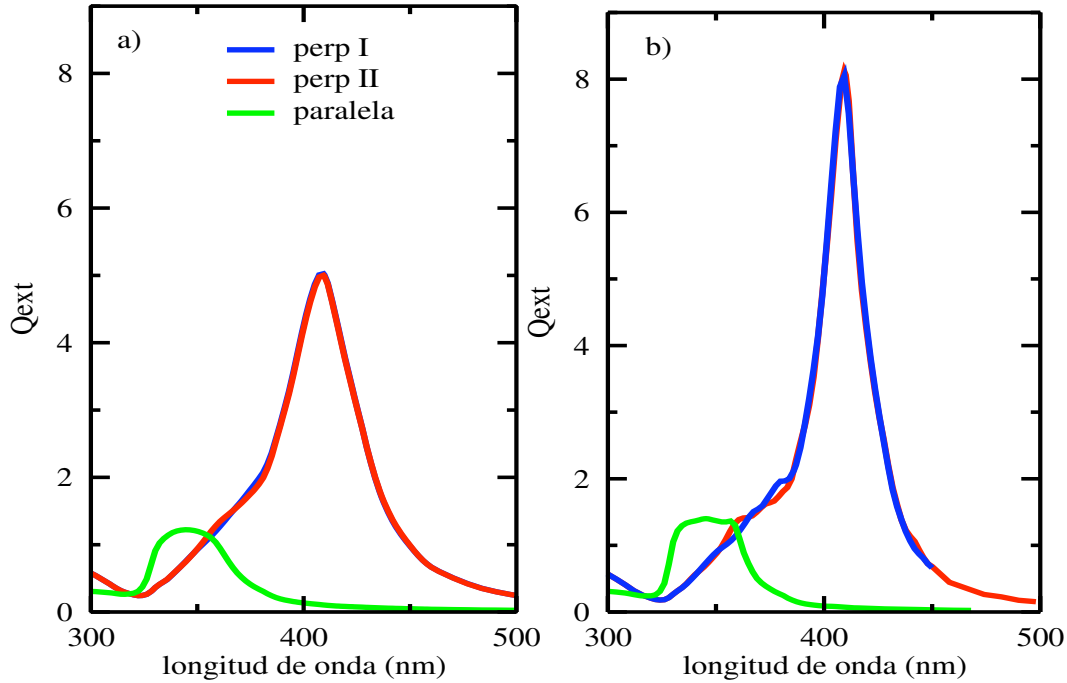 a)
perp I
perp II
paralela
8
6
4
2
0
Qext
300
400
500
longitud de onda (nm)
b)
8
6
4
2
0
Qext
300
400
500
longitud de onda (nm)